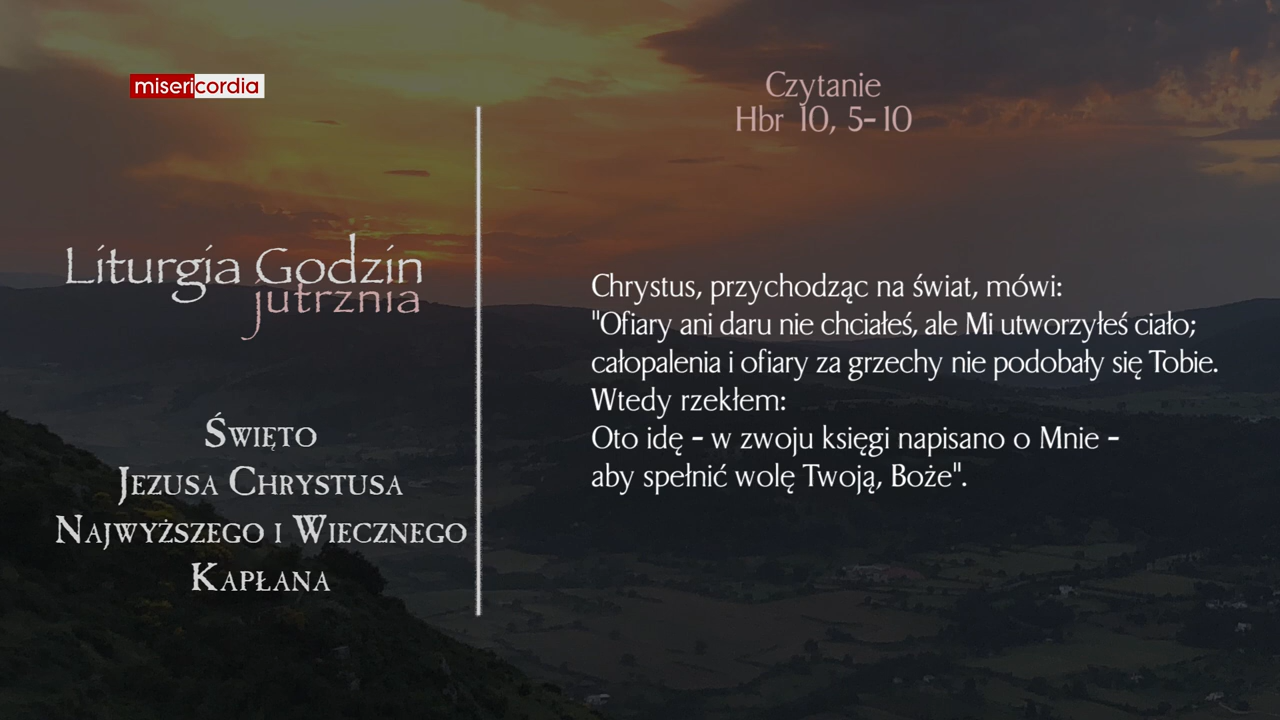 misericordia
Liturgia Godzin
jutrznia
Święto
Jezusa Chrystusa
Najwyższego i Wiecznego
Kapłana
Czytanie
Hbr 10, 5-10
Chrystus, przychodząc na świat, mówi:
"Ofiary ani daru nie chciałeś, ale Mi utworzyłeś ciało;
całopalenia i ofiary za grzechy nie podobały się Tobie.
Wtedy rzekłem:
Oto idę - w zwoju księgi napisano o Mnie -
aby spełnić wolę Twoją, Boże".